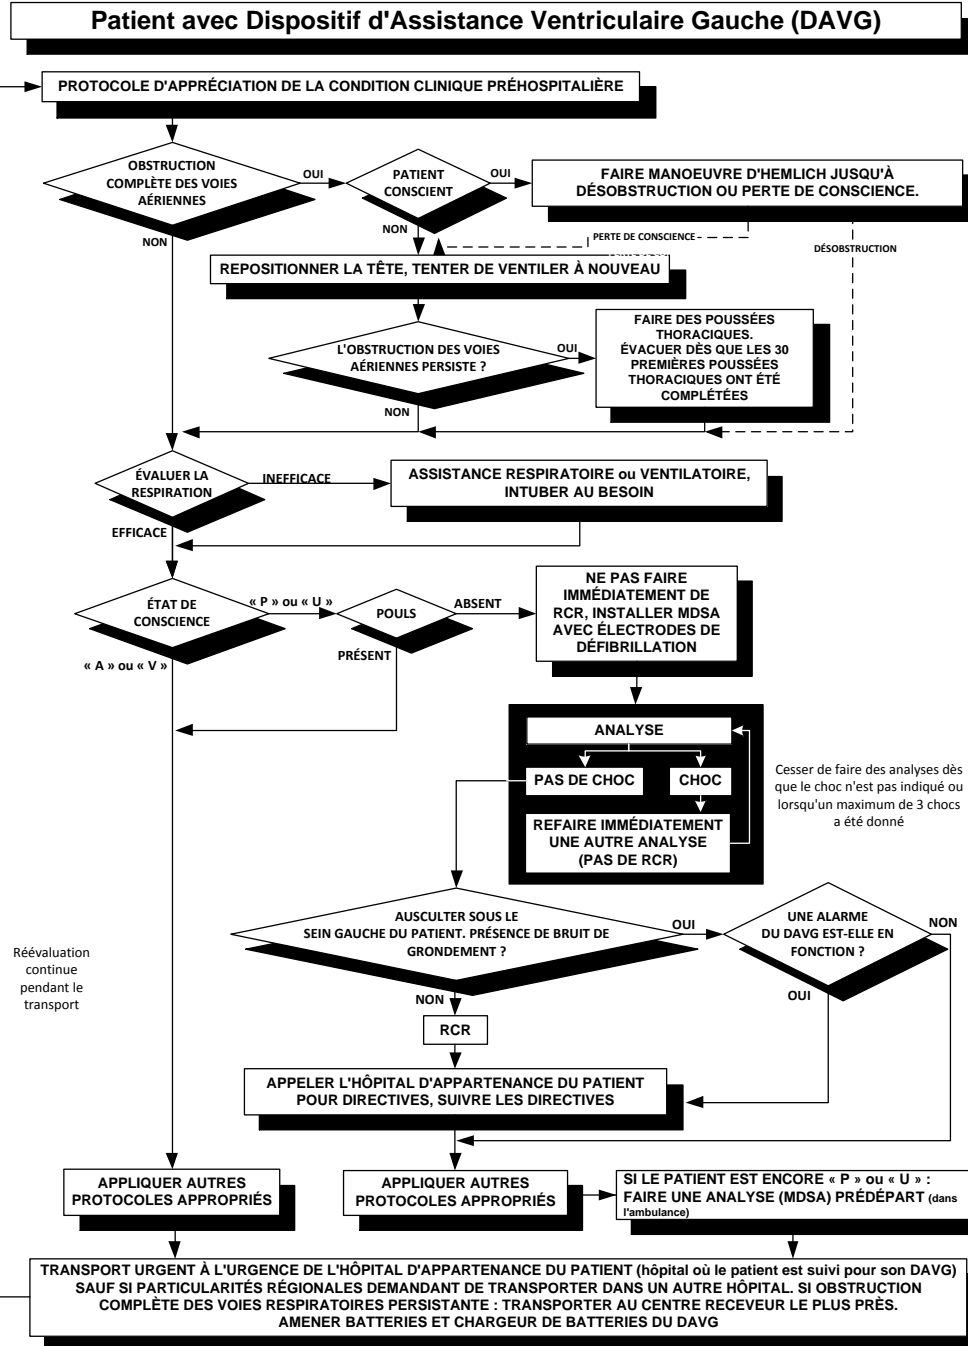 Patient avec Dispositif d'Assistance Ventriculaire Gauche (DAVG)
PROTOCOLE D'APPRÉCIATION DE LA CONDITION CLINIQUE PRÉHOSPITALIÈRE
OBSTRUCTION
COMPLÈTE DES VOIES
AÉRIENNES
OUI
PATIENT
CONSCIENT
OUI
FAIRE MANOEUVRE D'HEMLICH JUSQU'À
DÉSOBSTRUCTION OU PERTE DE CONSCIENCE.
NON
NON
PERTE DE CONSCIENCE
DÉSOBSTRUCTION
REPOSITIONNER LA TÊTE, TENTER DE VENTILER À NOUVEAU
L'OBSTRUCTION DES VOIES
AÉRIENNES PERSISTE ?
OUI
FAIRE DES POUSSÉES
THORACIQUES.
ÉVACUER DÈS QUE LES 30
PREMIÈRES POUSSÉES
THORACIQUES ONT ÉTÉ
COMPLÉTÉES
NON
ÉVALUER LA
RESPIRATION
INEFFICACE
ASSISTANCE RESPIRATOIRE ou VENTILATOIRE,
INTUBER AU BESOIN
EFFICACE
ÉTAT DE
CONSCIENCE
« P » ou « U »
POULS
ABSENT
NE PAS FAIRE
IMMÉDIATEMENT DE
RCR, INSTALLER MDSA
AVEC ÉLECTRODES DE
DÉFIBRILLATION
PRÉSENT
« A » ou « V »
ANALYSE
PAS DE CHOC
CHOC
REFAIRE IMMÉDIATEMENT
UNE AUTRE ANALYSE
(PAS DE RCR)
Cesser de faire des analyses dès
que le choc n'est pas indiqué ou
lorsqu'un maximum de 3 chocs
a été donné
AUSCULTER SOUS LE
SEIN GAUCHE DU PATIENT. PRÉSENCE DE BRUIT DE
GRONDEMENT ?
OUI
UNE ALARME
DU DAVG EST-ELLE EN
FONCTION ?
NON
OUI
NON
Réévaluation
continue
pendant le
transport
RCR
APPELER L'HÔPITAL D'APPARTENANCE DU PATIENT
POUR DIRECTIVES, SUIVRE LES DIRECTIVES
APPLIQUER AUTRES
PROTOCOLES APPROPRIÉS
APPLIQUER AUTRES
PROTOCOLES APPROPRIÉS
SI LE PATIENT EST ENCORE « P » ou « U » :
FAIRE UNE ANALYSE (MDSA) PRÉDÉPART (dans
l'ambulance)
TRANSPORT URGENT À L'URGENCE DE L'HÔPITAL D'APPARTENANCE DU PATIENT (hôpital où le patient est suivi pour son DAVG)
SAUF SI PARTICULARITÉS RÉGIONALES DEMANDANT DE TRANSPORTER DANS UN AUTRE HÔPITAL. SI OBSTRUCTION
COMPLÈTE DES VOIES RESPIRATOIRES PERSISTANTE : TRANSPORTER AU CENTRE RECEVEUR LE PLUS PRÈS.
AMENER BATTERIES ET CHARGEUR DE BATTERIES DU DAVG